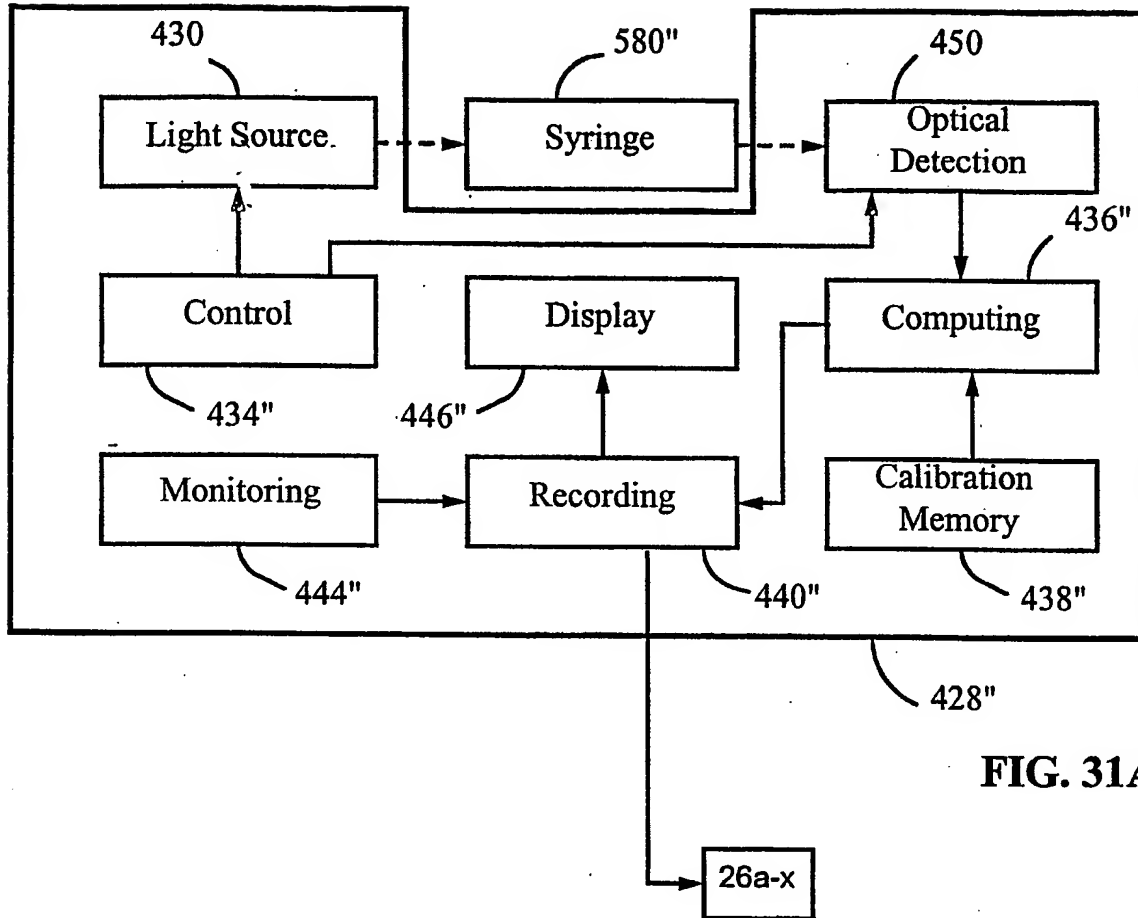 430
580"
450
Light Source.
Syringe
Optical
Detection
436"
Control
Display
Computing
434"
446"
Monitoring
Recording
Calibration
Memory
444"
440"
438"
428"
FIG. 31A
26a-x